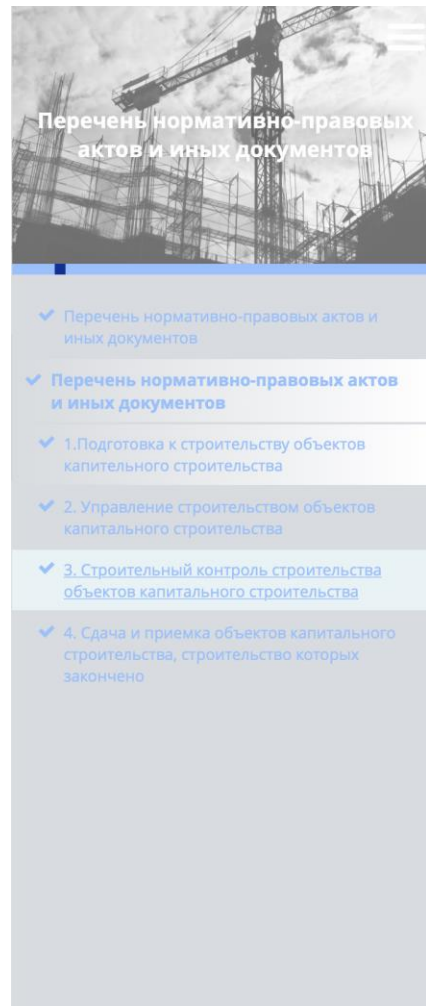 Перечень нормативно-правовых
актов и иных документов
Перечень нормативно-правовых актов и
иных документов
Перечень нормативно-правовых актов
и иных документов
1.Подготовка к строительству объектов
капительного строительства
2. Управление строительством объектов
капитального строительства
3. Строительный контроль строительства
объектов капитального строительства
4. Сдача и приемка объектов капитального
строительства, строительство которых
закончено